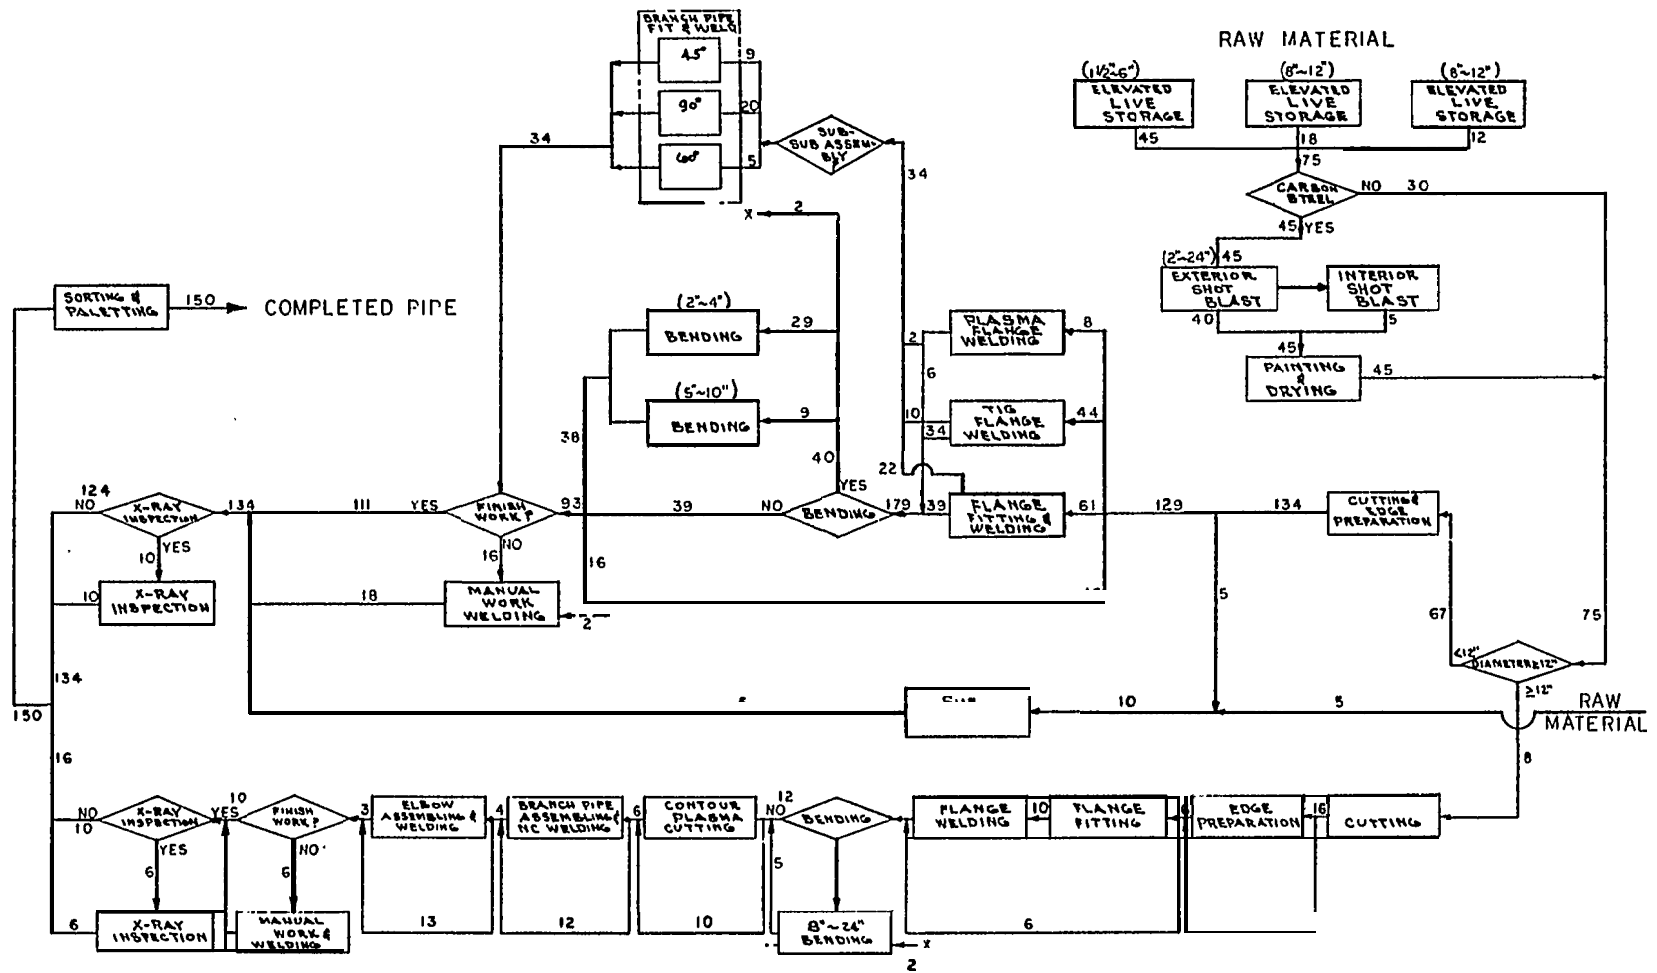 BRANCH PIPE
FIT & WELD
45°
9
90°
20
60°
5
34
SUB-
SUB ASSEM-
BLY
34
X
2
RAW MATERIAL
(1½"~6")
ELEVATED
LIVE
STORAGE
45
(8"~12")
ELEVATED
LIVE
STORAGE
18
(8"~12")
ELEVATED
LIVE
STORAGE
12
75
CARBON
STEEL
NO
30
45
YES
(2"~24")
45
EXTERIOR
SHOT
BLAST
INTERIOR
SHOT
BLAST
40
5
45
PAINTING
&
DRYING
45
SORTING &
PALETTING
150
COMPLETED PIPE
(2"~4")
BENDING
29
(5"~10")
BENDING
9
38
40
PLASMA
FLANGE
WELDING
8
2
6
TIG
FLANGE
WELDING
44
10
34
22
124
NO
X-RAY
INSPECTION
134
111
YES
FINISH
WORK?
93
39
NO
BENDING
YES
179
39
FLANGE
FITTING &
WELDING
61
129
134
CUTTING &
EDGE
PREPARATION
10
YES
16
NO
16
10
X-RAY
INSPECTION
18
MANUAL
WORK
WELDING
2
5
67
75
<12"
DIAMETER≥12"
≥12"
134
150
10
5
RAW
MATERIAL
16
8
NO
10
X-RAY
INSPECTION
YES
10
FINISH
WORK?
3
ELBOW
ASSEMBLING &
WELDING
4
BRANCH PIPE
ASSEMBLING &
NC WELDING
6
CONTOUR
PLASMA
CUTTING
NO
12
BENDING
FLANGE
WELDING
10
FLANGE
FITTING
EDGE
PREPARATION
16
CUTTING
YES
NO
5
6
6
6
X-RAY
INSPECTION
MANUAL
WORK &
WELDING
13
12
10
8"~24"
BENDING
X
2
6